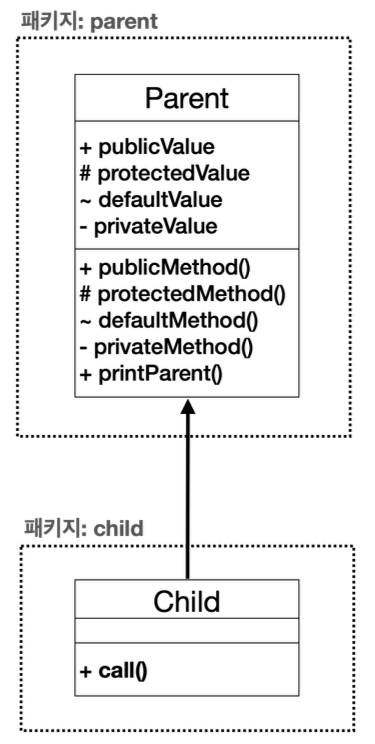 패키지: parent
Parent
+ publicValue
# protectedValue
~ defaultValue
- privateValue
+ publicMethod()
# protectedMethod()
~ defaultMethod()
- privateMethod()
+ printParent()
패키지: child
Child
+ call()